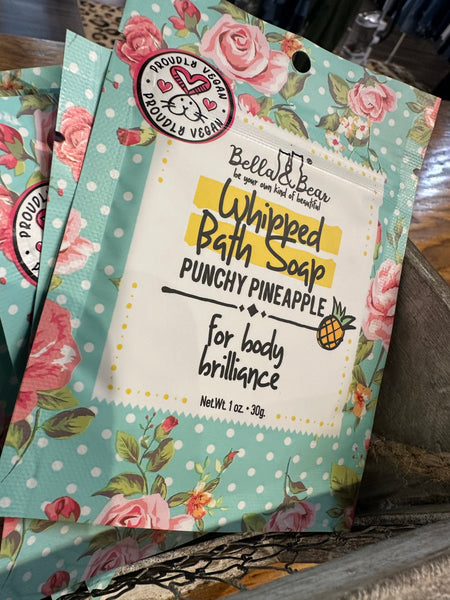 PROUDLY VEGAN
PROUDLY VEGAN
Bella & Bear®
be your own kind of beautiful
Whipped
Bath Soap
PUNCHY PINEAPPLE
for body
brilliance
Net.Wt. 1 oz. • 30g.
PROUDLY